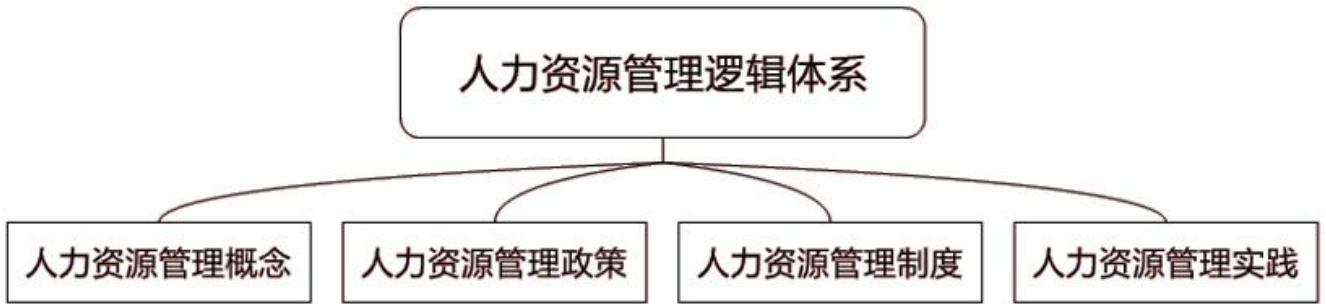 人力资源管理逻辑体系
人力资源管理概念
人力资源管理政策
人力资源管理制度
人力资源管理实践